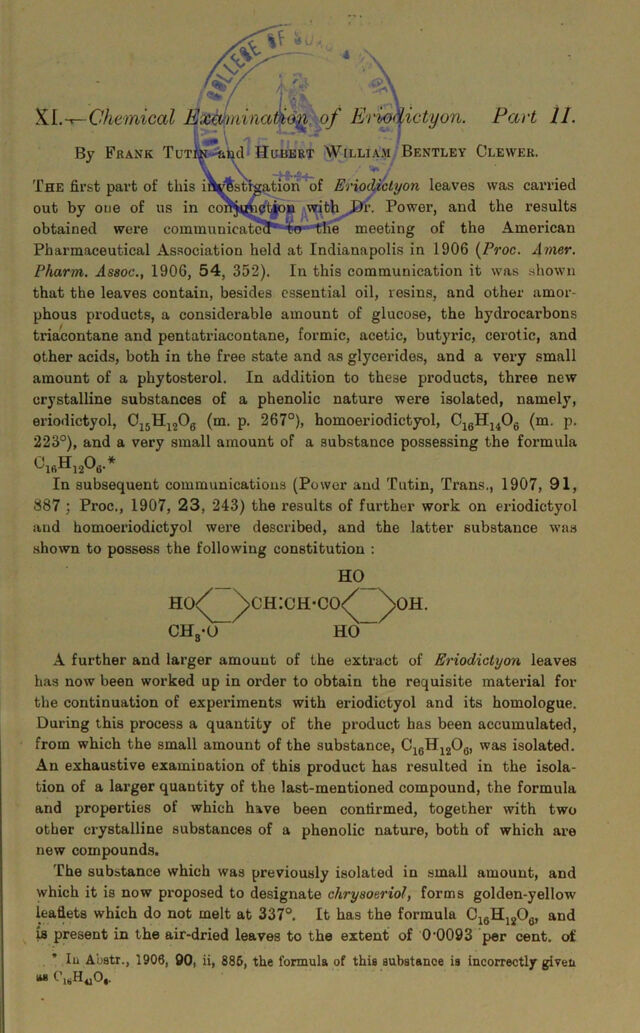 XI.—Chemical Examination of Eriodictyon. Part II.
By Frank Tutin and Hubert William Bentley Clewer.
The first part of this investigation of Eriodictyon leaves was carried
out by one of us in conjunction with Dr. Power, and the results
obtained were communicated to the meeting of the American
Pharmaceutical Association held at Indianapolis in 1906 (Proc. Amer.
Pharm. Assoc., 1906, 54, 352). In this communication it was shown
that the leaves contain, besides essential oil, resins, and other amor-
phous products, a considerable amount of glucose, the hydrocarbons
triacontane and pentatriacontane, formic, acetic, butyric, cerotic, and
other acids, both in the free state and as glycerides, and a very small
amount of a phytosterol. In addition to these products, three new
crystalline substances of a phenolic nature were isolated, namely,
eriodictyol, C₁₅H₁₂O₆ (m. p. 267°), homoeriodictyol, C₁₆H₁₄O₆ (m. p.
223°), and a very small amount of a substance possessing the formula
C₁₆H₁₂O₆.*
In subsequent communications (Power and Tutin, Trans., 1907, 91,
887 ; Proc., 1907, 23, 243) the results of further work on eriodictyol
and homoeriodictyol were described, and the latter substance was
shown to possess the following constitution :
HO
HO CH:CH·CO OH.
CH₃·O HO
A further and larger amount of the extract of Eriodictyon leaves
has now been worked up in order to obtain the requisite material for
the continuation of experiments with eriodictyol and its homologue.
During this process a quantity of the product has been accumulated,
from which the small amount of the substance, C₁₆H₁₂O₆, was isolated.
An exhaustive examination of this product has resulted in the isola-
tion of a larger quantity of the last-mentioned compound, the formula
and properties of which have been confirmed, together with two
other crystalline substances of a phenolic nature, both of which are
new compounds.
The substance which was previously isolated in small amount, and
which it is now proposed to designate chrysoeriol, forms golden-yellow
leaflets which do not melt at 337°. It has the formula C₁₆H₁₂O₆, and
is present in the air-dried leaves to the extent of 0·0093 per cent. of
* In Abstr., 1906, 90, ii, 885, the formula of this substance is incorrectly given
as